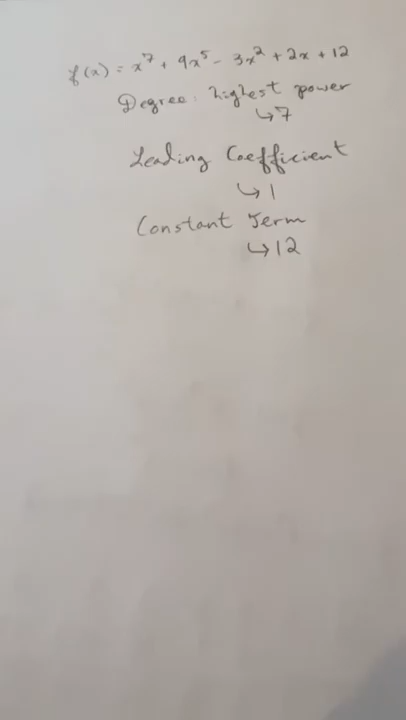 f(x) = x⁷ + 9x⁵ - 3x² + 2x + 12
Degree: highest power
↳ 7
Leading Coefficient
↳ 1
Constant Term
↳ 12